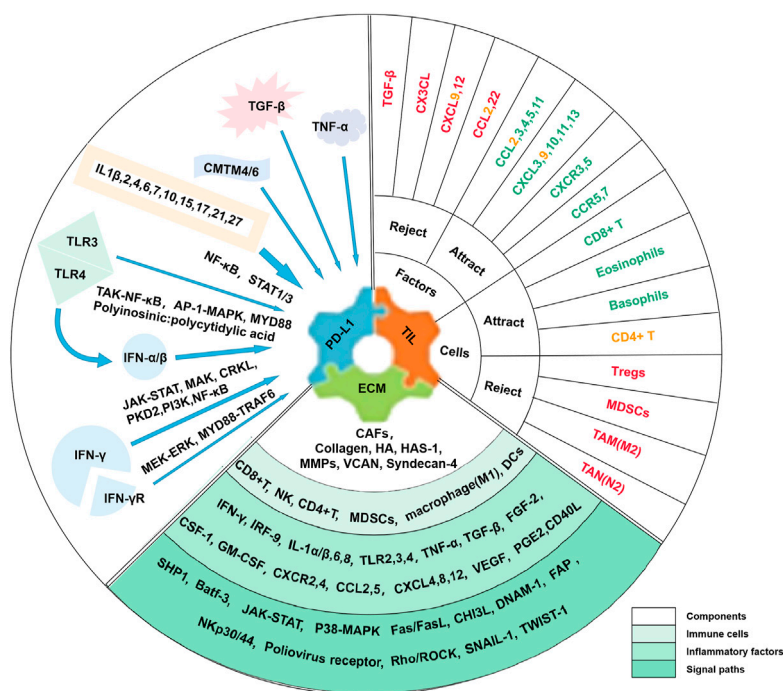 TGF-β
TNF-α
CMTM4/6
IL1β,2,4,6,7,10,15,17,21,27
NF-κB, STAT1/3
TLR3
TLR4
TAK-NF-κB, AP-1-MAPK, MYD88
Polyinosinic:polycytidylic acid
IFN-α/β
JAK-STAT, MAK, CRKL,
PKD2,PI3K,NF-κB
MEK-ERK, MYD88-TRAF6
IFN-γ
IFN-γR
PD-L1
TIL
ECM
TGF-β
CX3CL
CXCL9,12
CCL2,22
CCL2,3,4,5,11
CXCL3,9,10,11,13
CXCR3,5
CCR5,7
CD8+ T
Eosinophils
Basophils
CD4+ T
Tregs
MDSCs
TAM(M2)
TAN(N2)
Reject
Attract
Factors
Cells
Attract
Reject
CAFs,
Collagen, HA, HAS-1,
MMPs, VCAN, Syndecan-4
CD8+T, NK, CD4+T, MDSCs, macrophage(M1), DCs
IFN-γ, IRF-9, IL-1α/β,6,8, TLR2,3,4, TNF-α, TGF-β, FGF-2,
CSF-1, GM-CSF, CXCR2,4, CCL2,5, CXCL4,8,12, VEGF, PGE2,CD40L
SHP1, Batf-3, JAK-STAT, P38-MAPK Fas/FasL, CHI3L, DNAM-1, FAP ,
NKp30/44, Poliovirus receptor, Rho/ROCK, SNAIL-1, TWIST-1
Components
Immune cells
Inflammatory factors
Signal paths